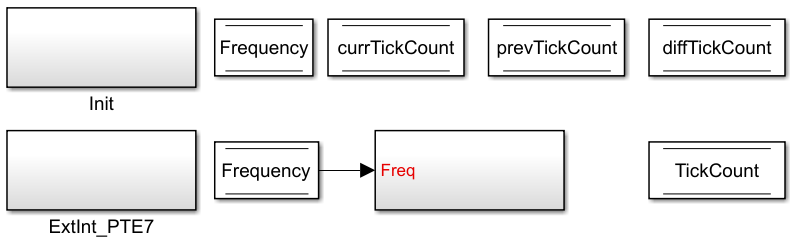 Frequency
currTickCount
prevTickCount
diffTickCount
Init
Frequency
Freq
TickCount
ExtInt_PTE7